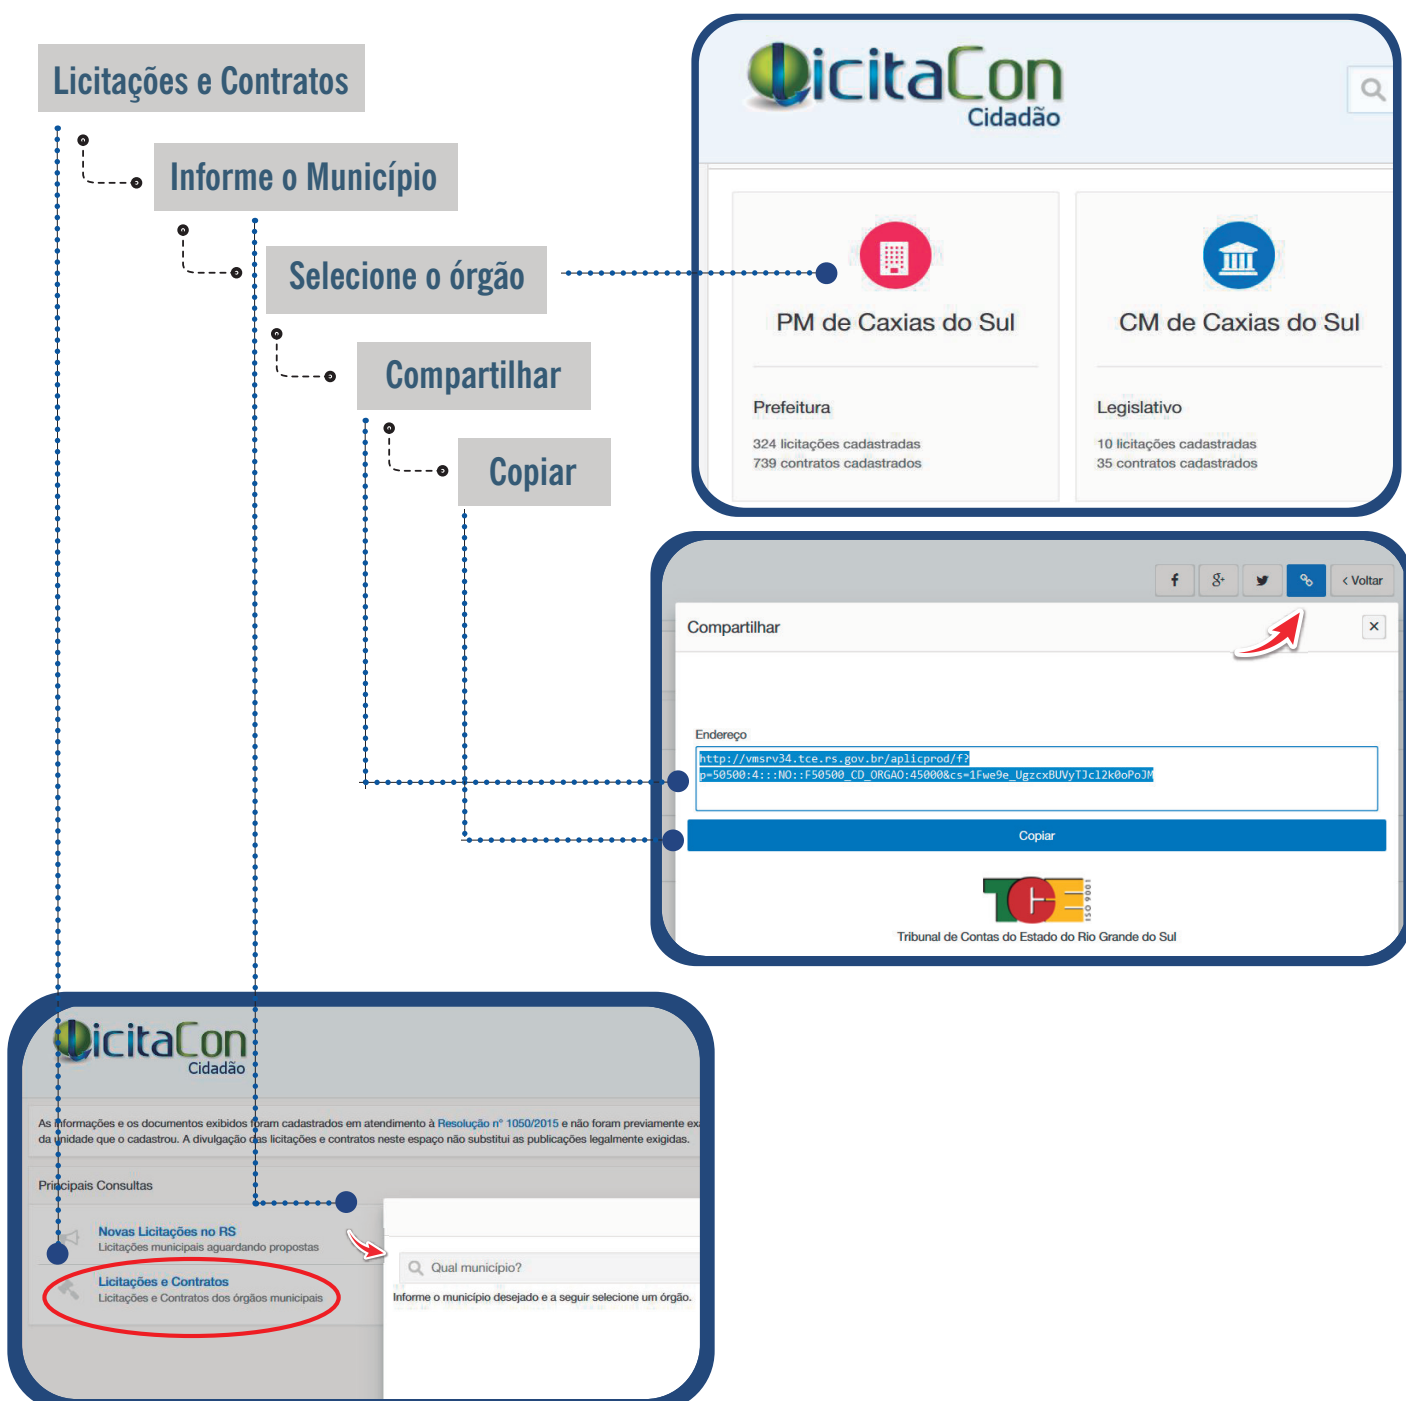 Licitações e Contratos
Informe o Município
Selecione o órgão
Compartilhar
Copiar
LicitaCon
Cidadão
PM de Caxias do Sul
Prefeitura
324 licitações cadastradas
739 contratos cadastrados
CM de Caxias do Sul
Legislativo
10 licitações cadastradas
35 contratos cadastrados
< Voltar
Compartilhar
Endereço
http://vmsrv34.tce.rs.gov.br/aplicprod/f?
p=50500:4:::NO::F50500_CD_ORGAO:45000&cs=1Fwe9e_UgzcxBUVyTJcl2k0oPoJM
Copiar
TCE
ISO 9001
Tribunal de Contas do Estado do Rio Grande do Sul
LicitaCon
Cidadão
As informações e os documentos exibidos foram cadastrados em atendimento à Resolução nº 1050/2015 e não foram previamente exa
da unidade que o cadastrou. A divulgação das licitações e contratos neste espaço não substitui as publicações legalmente exigidas.
Principais Consultas
Novas Licitações no RS
Licitações municipais aguardando propostas
Licitações e Contratos
Licitações e Contratos dos órgãos municipais
Qual município?
Informe o município desejado e a seguir selecione um órgão.